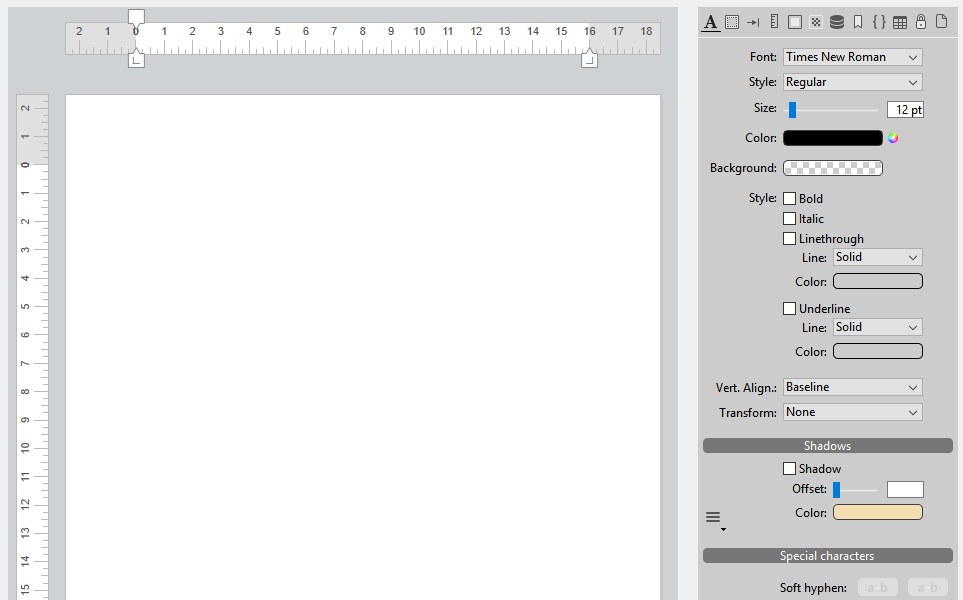 2 1 0 1 2 3 4 5 6 7 8 9 10 11 12 13 14 15 16 17 18
2
1
0
1
2
3
4
5
6
7
8
9
10
11
12
13
14
15
A { }
Font: Times New Roman
Style: Regular
Size: 12 pt
Color:
Background:
Style: Bold
Italic
Linethrough
Line: Solid
Color:
Underline
Line: Solid
Color:
Vert. Align.: Baseline
Transform: None
Shadows
Shadow
Offset:
Color:
Special characters
Soft hyphen: a-b a-b